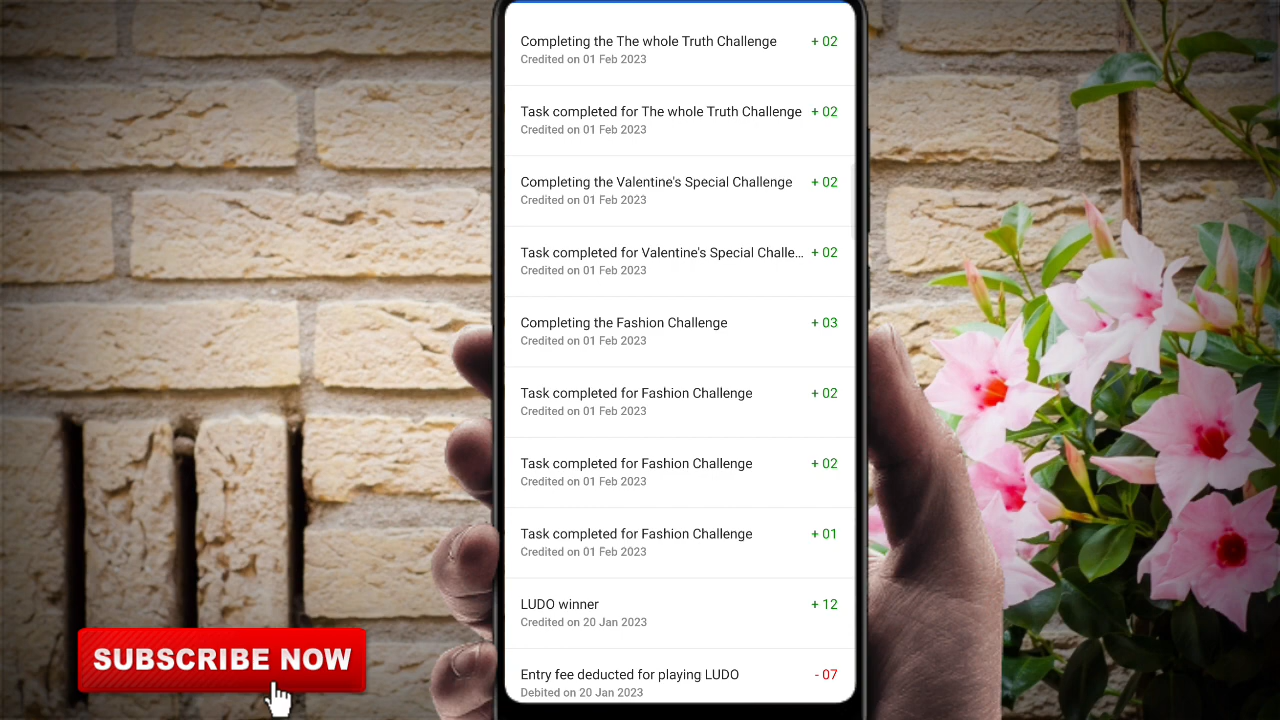 Completing the The whole Truth Challenge + 02
Credited on 01 Feb 2023
Task completed for The whole Truth Challenge + 02
Credited on 01 Feb 2023
Completing the Valentine's Special Challenge + 02
Credited on 01 Feb 2023
Task completed for Valentine's Special Challe... + 02
Credited on 01 Feb 2023
Completing the Fashion Challenge + 03
Credited on 01 Feb 2023
Task completed for Fashion Challenge + 02
Credited on 01 Feb 2023
Task completed for Fashion Challenge + 02
Credited on 01 Feb 2023
Task completed for Fashion Challenge + 01
Credited on 01 Feb 2023
LUDO winner + 12
Credited on 20 Jan 2023
Entry fee deducted for playing LUDO - 07
Debited on 20 Jan 2023
SUBSCRIBE NOW